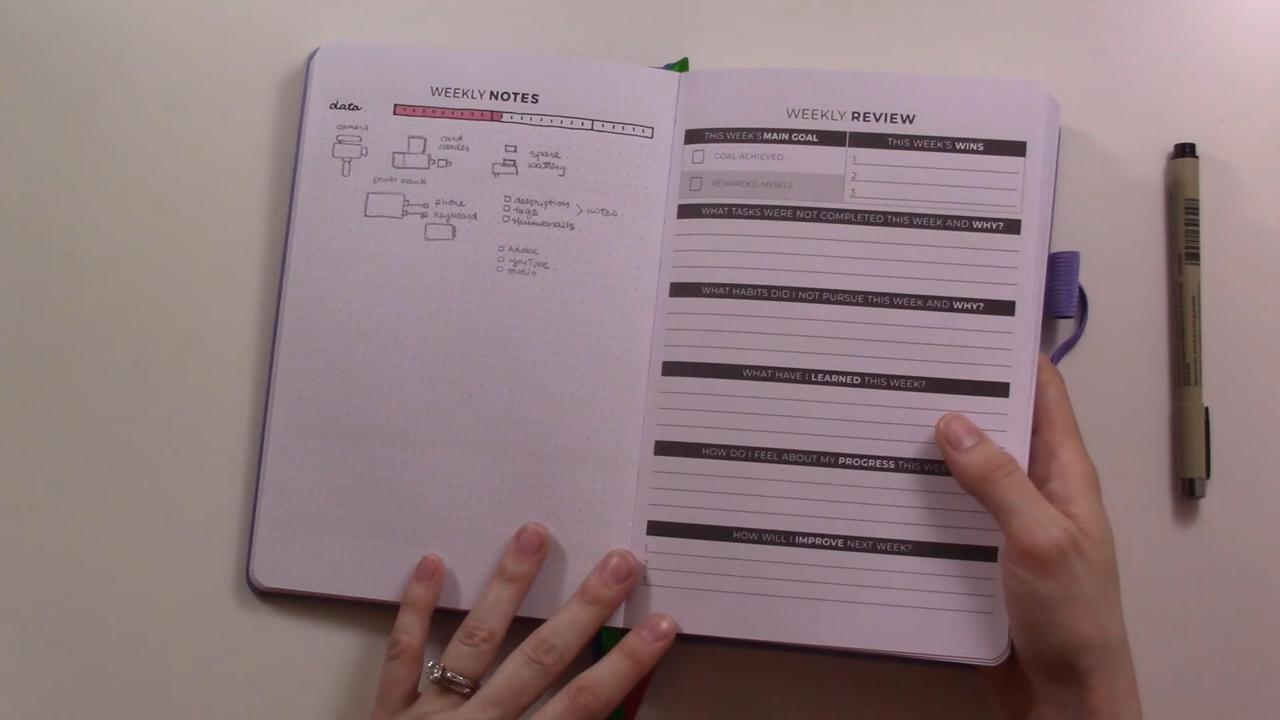 WEEKLY NOTES
data
camera
card
reader
spare
battery
power bank
phone
keyboard
description
tags
thumbnails
> notes
Adobe
YouTube
studio
WEEKLY REVIEW
THIS WEEK'S MAIN GOAL
GOAL ACHIEVED
REWARDED MYSELF
THIS WEEK'S WINS
1.
2.
3.
WHAT TASKS WERE NOT COMPLETED THIS WEEK AND WHY?
WHAT HABITS DID I NOT PURSUE THIS WEEK AND WHY?
WHAT HAVE I LEARNED THIS WEEK?
HOW DO I FEEL ABOUT MY PROGRESS THIS
HOW WILL I IMPROVE NEXT WEEK?